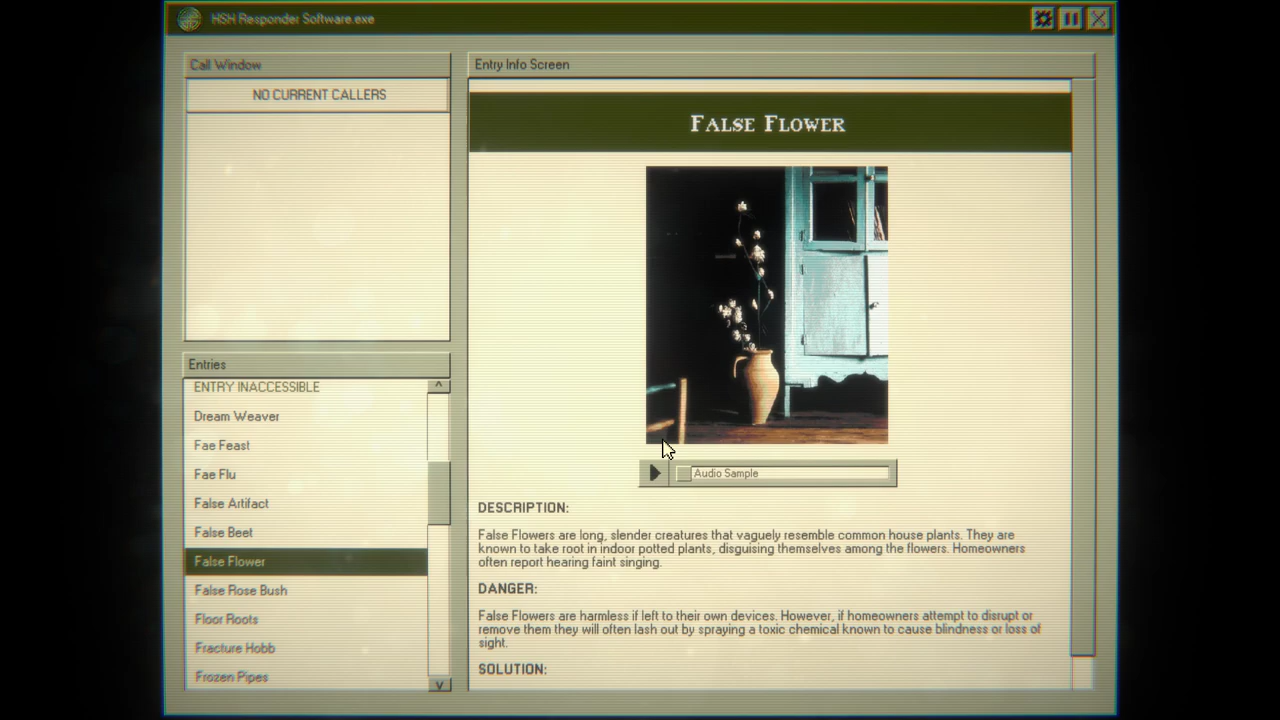 HSH Responder Software.exe
Call Window
NO CURRENT CALLERS
Entries
ENTRY INACCESSIBLE
Dream Weaver
Fae Feast
Fae Flu
False Artifact
False Beet
False Flower
False Rose Bush
Floor Roots
Fracture Hobb
Frozen Pipes
Entry Info Screen
False Flower
Audio Sample
DESCRIPTION:
False Flowers are long, slender creatures that vaguely resemble common house plants. They are
known to take root in indoor potted plants, disguising themselves among the flowers. Homeowners
often report hearing faint singing.
DANGER:
False Flowers are harmless if left to their own devices. However, if homeowners attempt to disrupt or
remove them they will often lash out by spraying a toxic chemical known to cause blindness or loss of
sight.
SOLUTION: